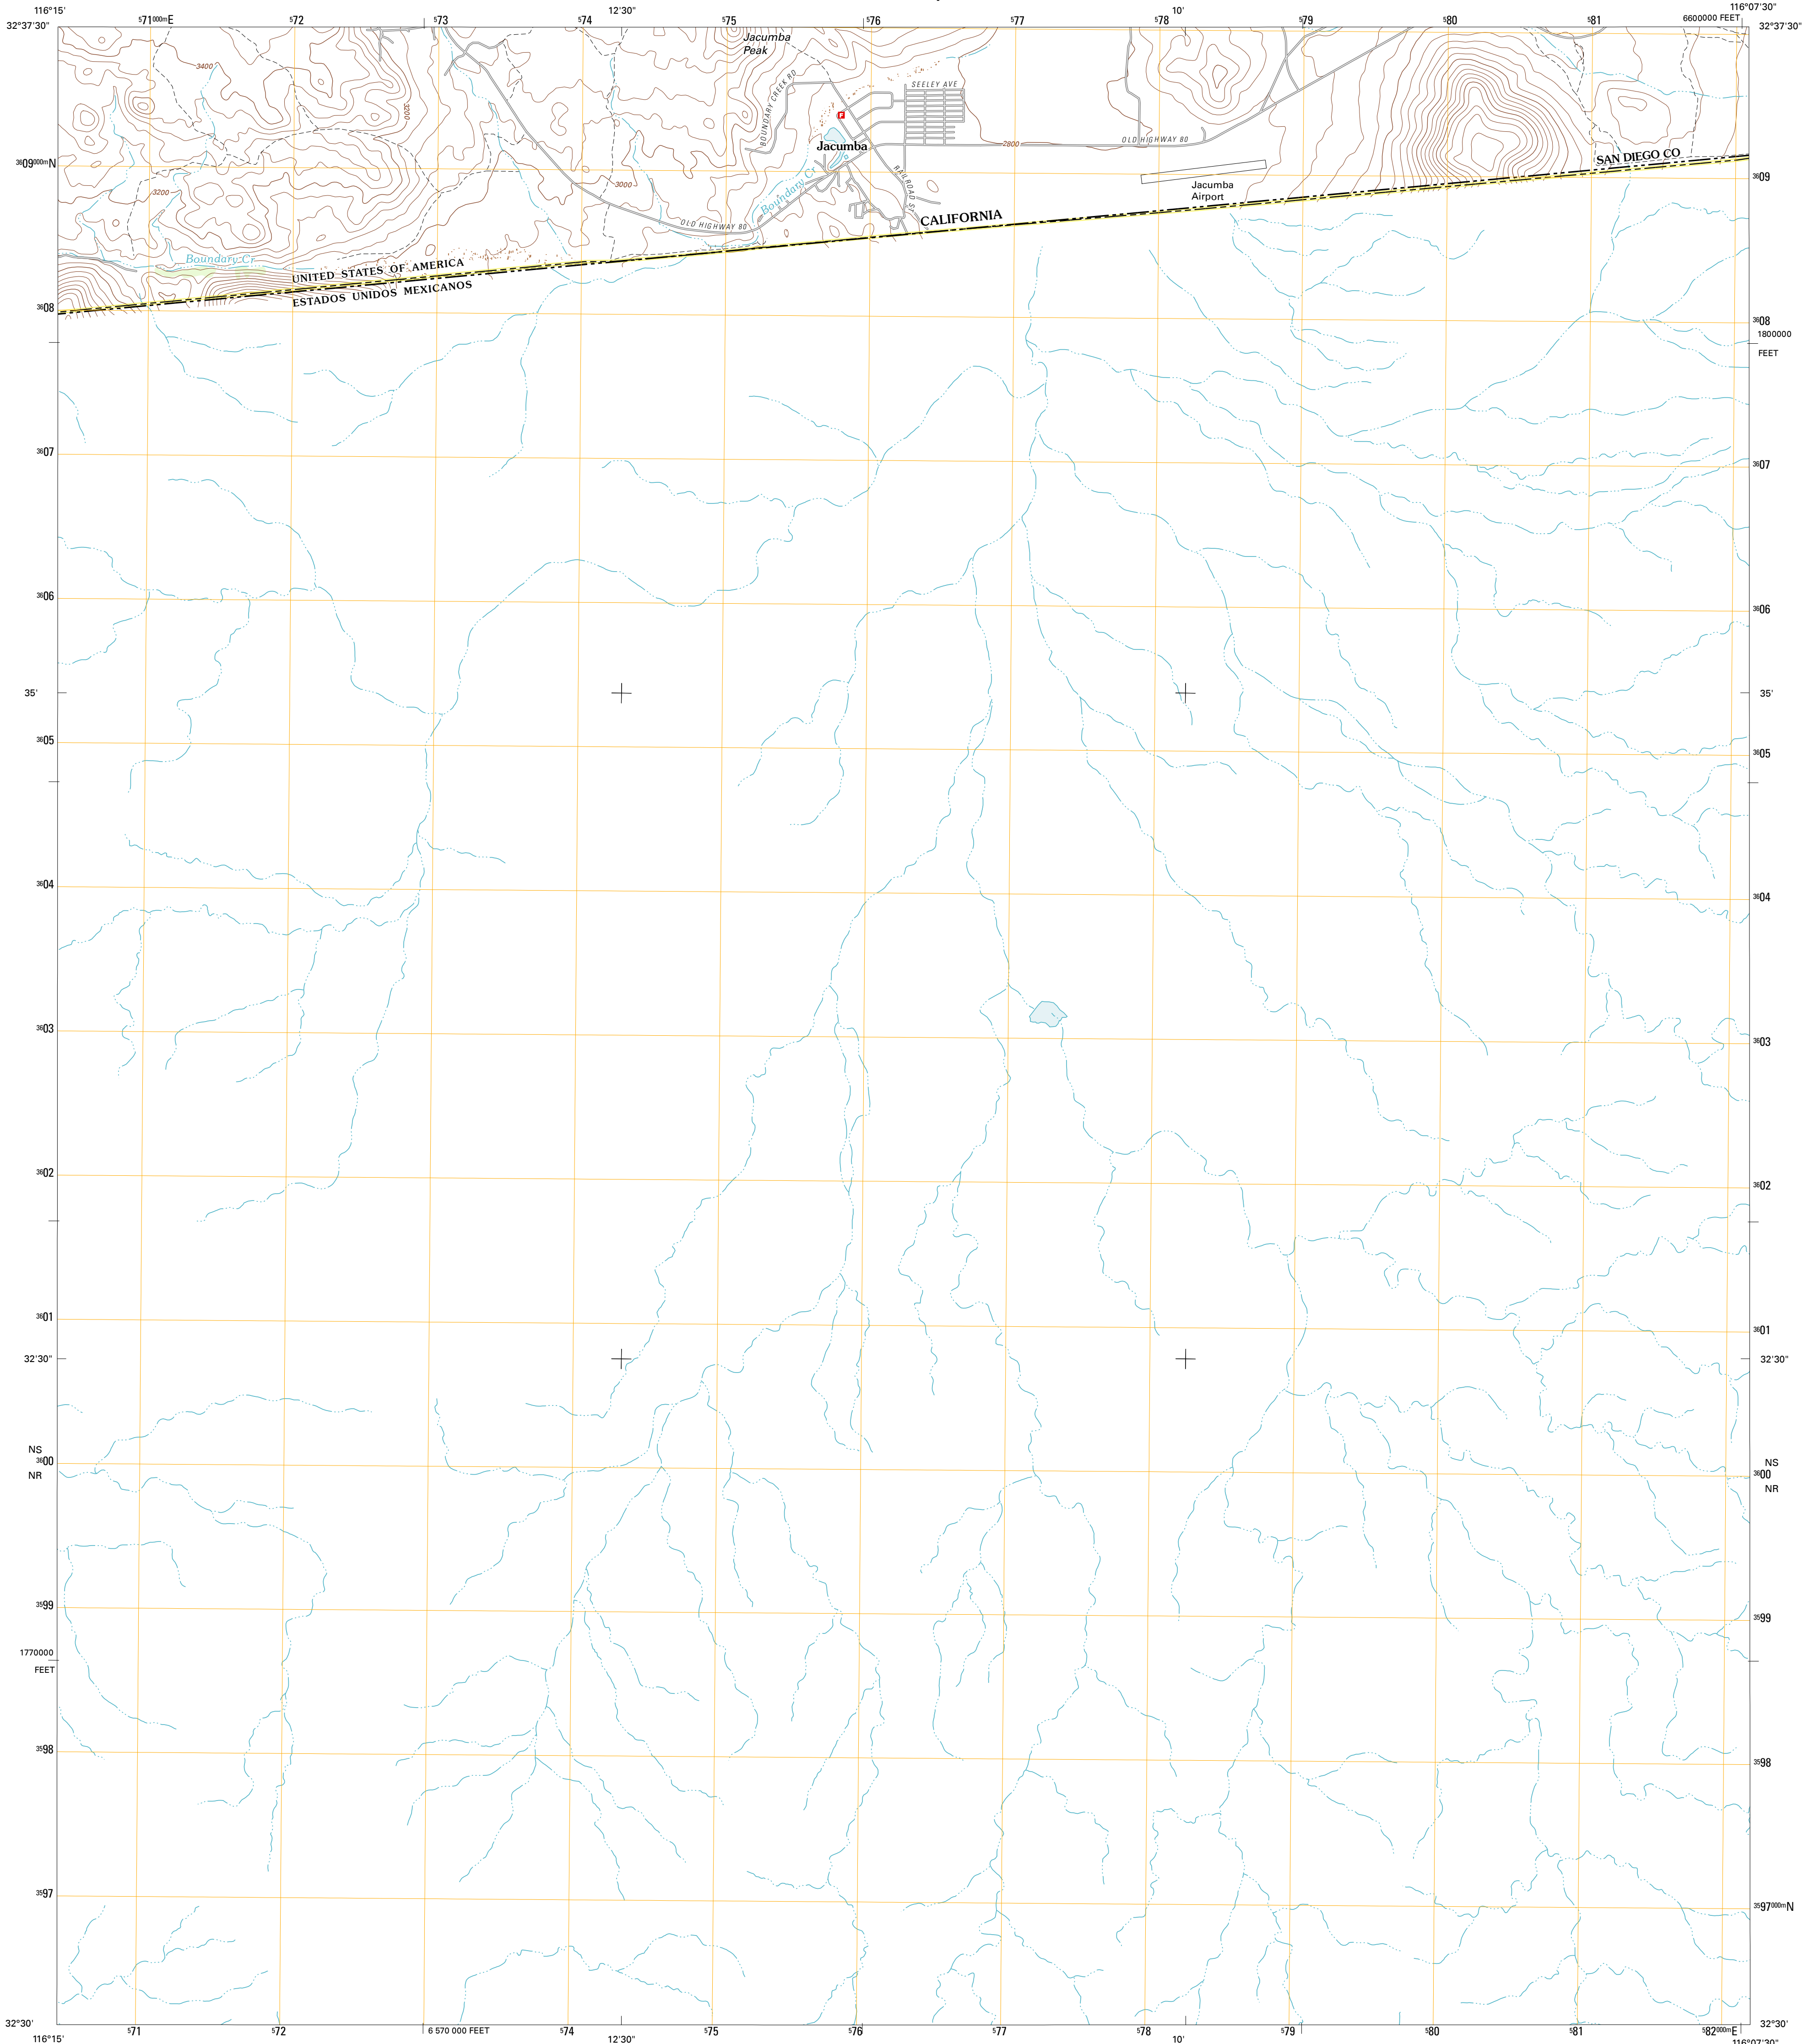 116°15'
571000mE
572
573
574
12'30"
575
576
577
578
10'
579
580
581
6600000 FEET
116°07'30"
32°37'30"
32°37'30"
Jacumba
Peak
3400
3200
BOUNDARY CREEK RD
SEELEY AVE
F
Jacumba
2800
OLD HIGHWAY 80
SAN DIEGO CO
3609000mN
3609
3200
3000
RAILROAD ST
Jacumba
Airport
Boundary Cr
OLD HIGHWAY 80
CALIFORNIA
Boundary Cr
UNITED STATES OF AMERICA
ESTADOS UNIDOS MEXICANOS
3608
3608
1800000
FEET
3607
3607
3606
3606
35'
35'
3605
3605
3604
3604
3603
3603
3602
3602
3601
3601
32'30"
32'30"
NS
3600
NR
NS
3600
NR
3599
3599
1770000
FEET
3598
3598
3597
3597000mN
32°30'
32°30'
116°15'
571
572
6 570 000 FEET
574
12'30"
575
576
577
578
10'
579
580
581
582000mE
116°07'30"